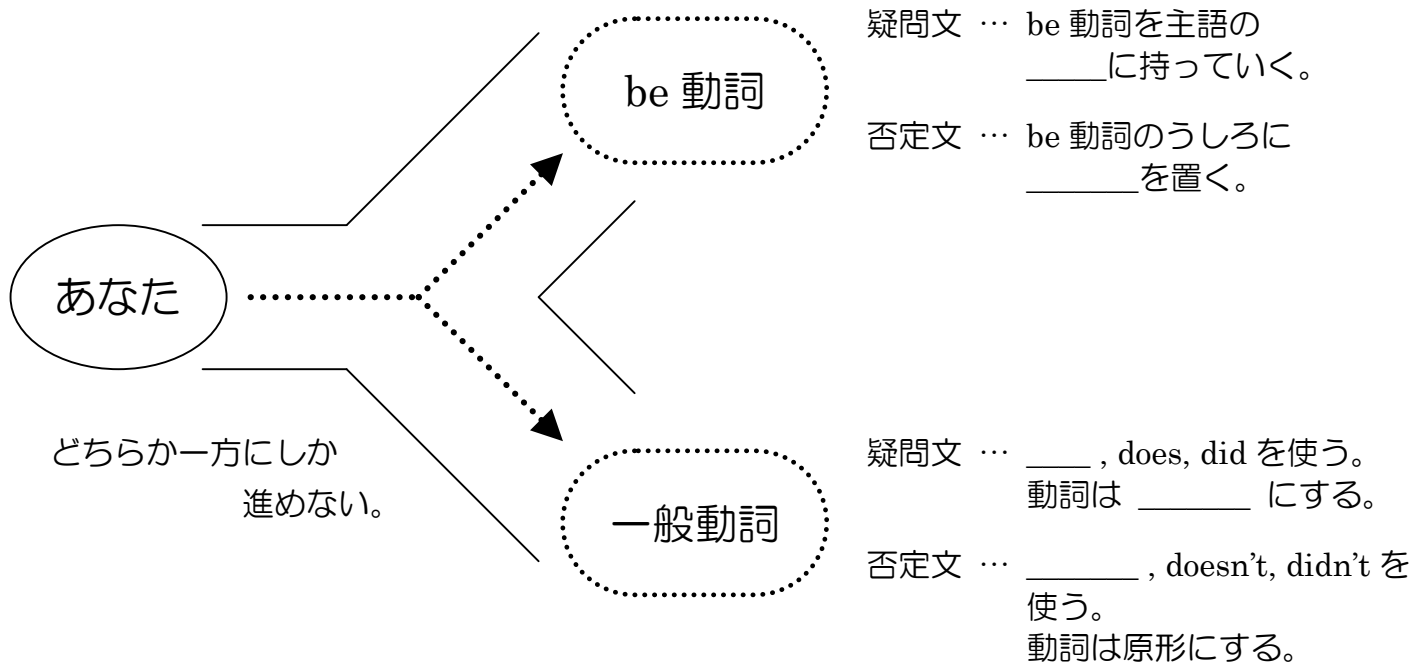 あなた
どちらか一方にしか
進めない。
be 動詞
疑問文 … be 動詞を主語の
_____に持っていく。
否定文 … be 動詞のうしろに
_______を置く。
一般動詞
疑問文 … ____ , does, did を使う。
動詞は _______ にする。
否定文 … _______ , doesn’t, didn’t を
使う。
動詞は原形にする。